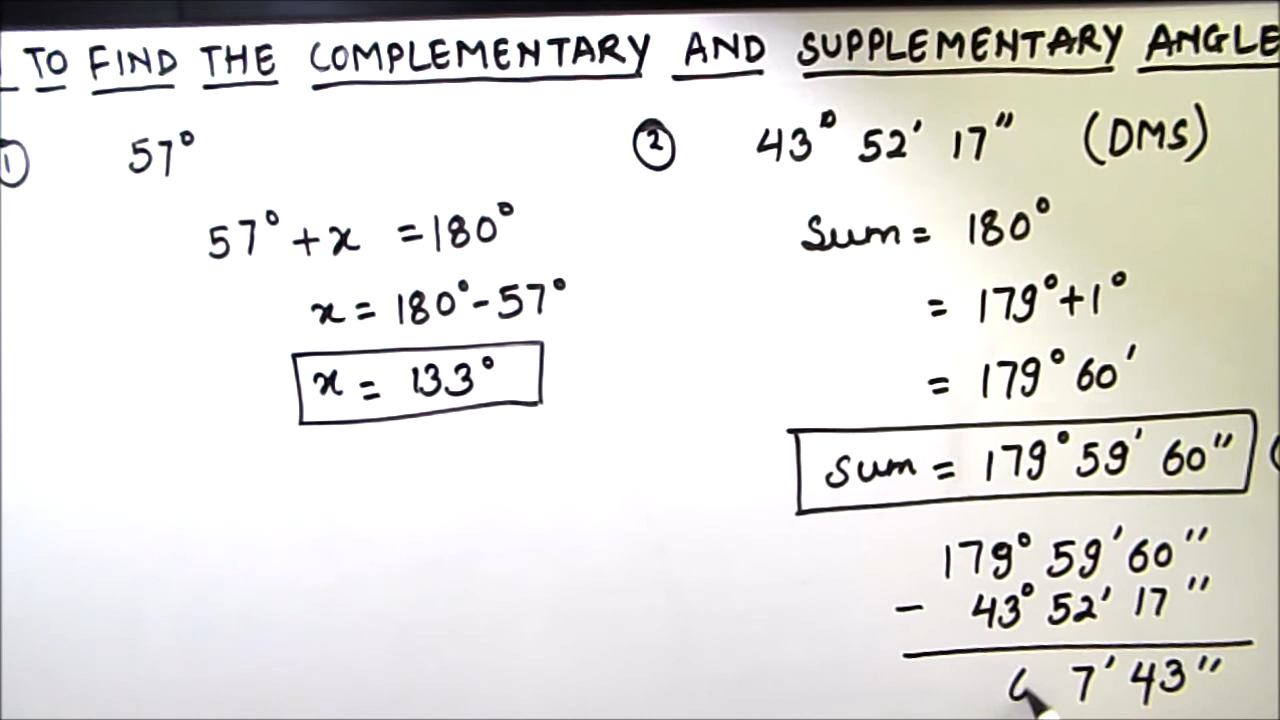 TO FIND THE COMPLEMENTARY AND SUPPLEMENTARY ANGLE
1 57°
57° + x = 180°
x = 180° - 57°
x = 133°
2 43° 52' 17" (DMS)
Sum = 180°
= 179° + 1°
= 179° 60'
Sum = 179° 59' 60"
179° 59' 60"
- 43° 52' 17"
7' 43"